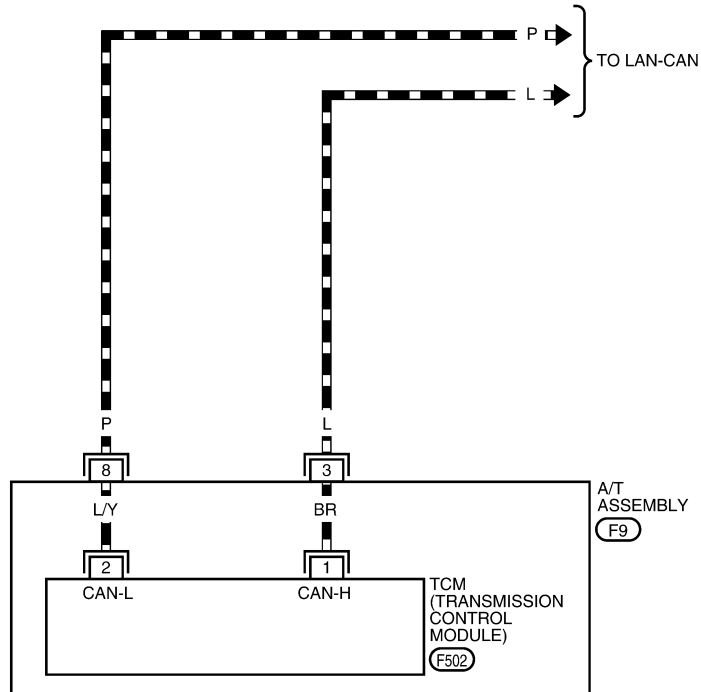 P
TO LAN-CAN
L
P
L
8
3
A/T
ASSEMBLY
F9
L/Y
BR
2
1
CAN-L
CAN-H
TCM
(TRANSMISSION
CONTROL
MODULE)
F502